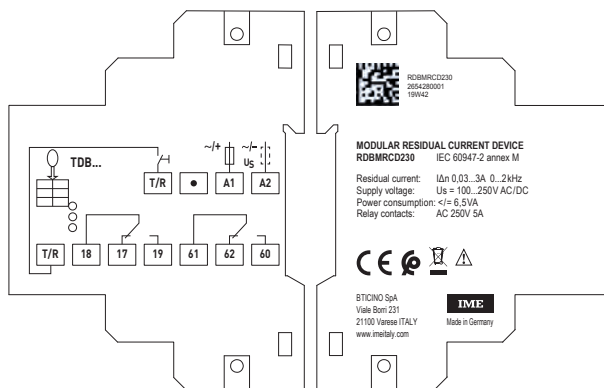 ~/+
~/–
Us
TDB...
T/R
●
A1
A2
T/R
18
17
19
61
62
60
RDBMRCD230
2654280001
19W42
MODULAR RESIDUAL CURRENT DEVICE
RDBMRCD230 IEC 60947-2 annex M
Residual current: IΔn 0,03...3A 0...2kHz
Supply voltage: Us = 100...250V AC/DC
Power consumption: </= 6,5VA
Relay contacts: AC 250V 5A
CE
BTICINO SpA
Viale Borri 231
21100 Varese ITALY
www.imeitaly.com
IME
Made in Germany